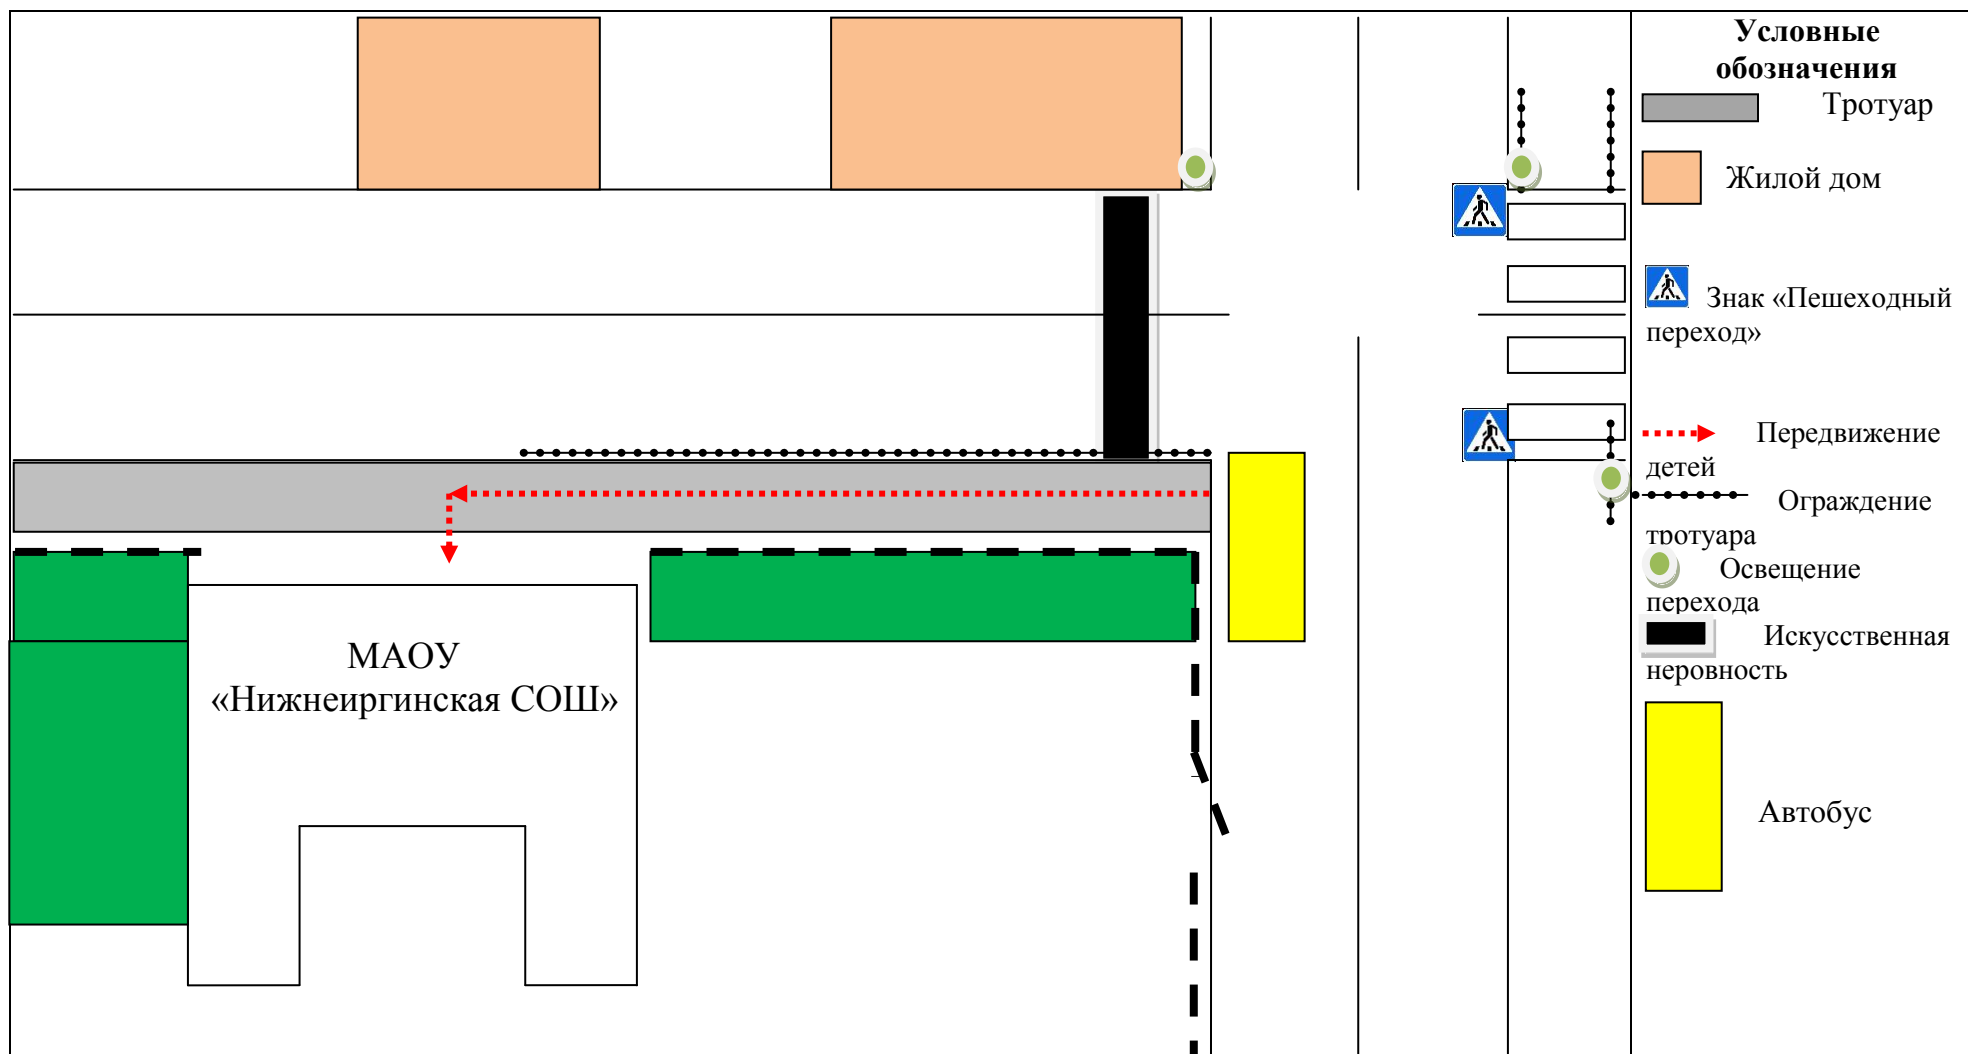 Условные
обозначения
Тротуар
Жилой дом
Знак «Пешеходный
переход»
Передвижение
детей
Ограждение
тротуара
Освещение
перехода
Искусственная
неровность
Автобус
МАОУ
«Нижнеиргинская СОШ»